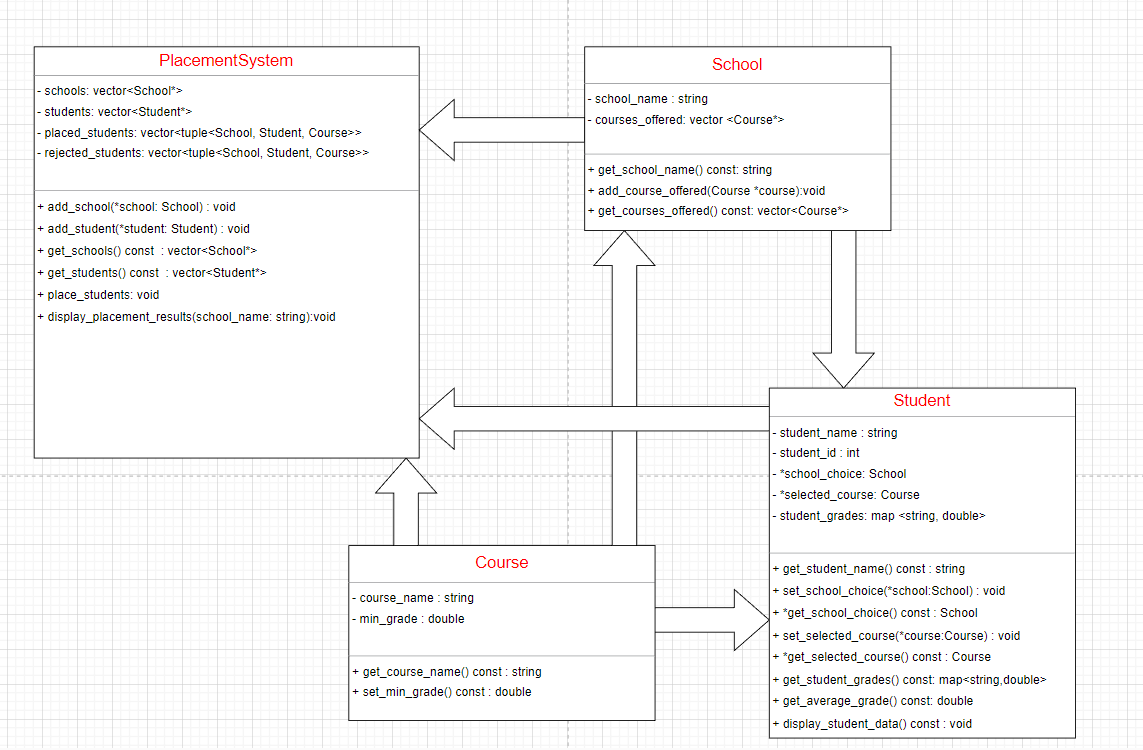 PlacementSystem
- schools: vector<School*>
- students: vector<Student*>
- placed_students: vector<tuple<School, Student, Course>>
- rejected_students: vector<tuple<School, Student, Course>>
+ add_school(*school: School) : void
+ add_student(*student: Student) : void
+ get_schools() const  : vector<School*>
+ get_students() const  : vector<Student*>
+ place_students: void
+ display_placement_results(school_name: string):void
School
- school_name : string
- courses_offered: vector <Course*>
+ get_school_name() const: string
+ add_course_offered(Course *course):void
+ get_courses_offered() const: vector<Course*>
Student
- student_name : string
- student_id : int
- *school_choice: School
- *selected_course: Course
- student_grades: map <string, double>
+ get_student_name() const : string
+ set_school_choice(*school:School) : void
+ *get_school_choice() const : School
+ set_selected_course(*course:Course) : void
+ *get_selected_course() const : Course
+ get_student_grades() const: map<string,double>
+ get_average_grade() const: double
+ display_student_data() const : void
Course
- course_name : string
- min_grade : double
+ get_course_name() const : string
+ set_min_grade() const : double